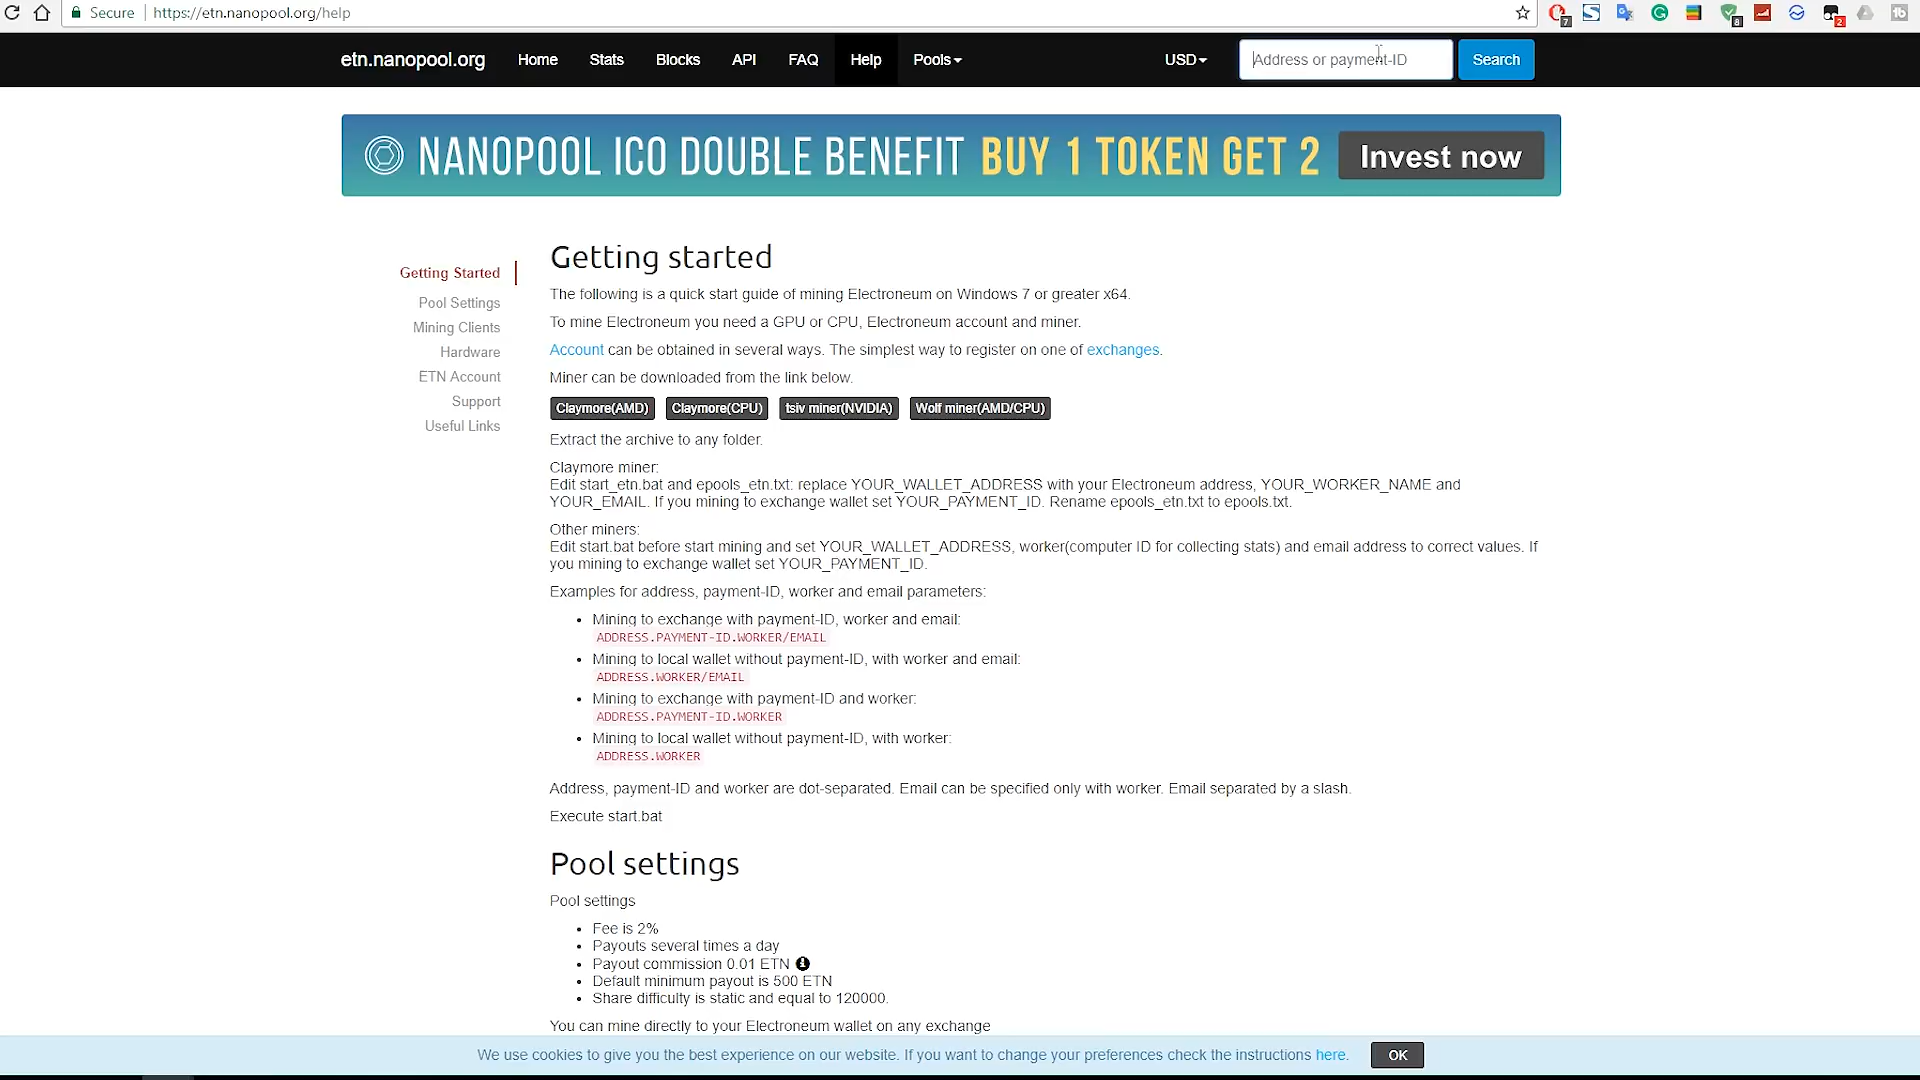 Secure https://etn.nanopool.org/help
7 8 2
etn.nanopool.org Home Stats Blocks API FAQ Help Pools USD Address or payment-ID Search
NANOPOOL ICO DOUBLE BENEFIT BUY 1 TOKEN GET 2 Invest now
Getting Started
Pool Settings
Mining Clients
Hardware
ETN Account
Support
Useful Links
Getting started
The following is a quick start guide of mining Electroneum on Windows 7 or greater x64.
To mine Electroneum you need a GPU or CPU, Electroneum account and miner.
Account can be obtained in several ways. The simplest way to register on one of exchanges.
Miner can be downloaded from the link below.
Claymore(AMD) Claymore(CPU) tsiv miner(NVIDIA) Wolf miner(AMD/CPU)
Extract the archive to any folder.
Claymore miner:
Edit start_etn.bat and epools_etn.txt: replace YOUR_WALLET_ADDRESS with your Electroneum address, YOUR_WORKER_NAME and
YOUR_EMAIL. If you mining to exchange wallet set YOUR_PAYMENT_ID. Rename epools_etn.txt to epools.txt.
Other miners:
Edit start.bat before start mining and set YOUR_WALLET_ADDRESS, worker(computer ID for collecting stats) and email address to correct values. If
you mining to exchange wallet set YOUR_PAYMENT_ID.
Examples for address, payment-ID, worker and email parameters:
• Mining to exchange with payment-ID, worker and email:
ADDRESS.PAYMENT-ID.WORKER/EMAIL
• Mining to local wallet without payment-ID, with worker and email:
ADDRESS.WORKER/EMAIL
• Mining to exchange with payment-ID and worker:
ADDRESS.PAYMENT-ID.WORKER
• Mining to local wallet without payment-ID, with worker:
ADDRESS.WORKER
Address, payment-ID and worker are dot-separated. Email can be specified only with worker. Email separated by a slash.
Execute start.bat
Pool settings
Pool settings
• Fee is 2%
• Payouts several times a day
• Payout commission 0.01 ETN
• Default minimum payout is 500 ETN
• Share difficulty is static and equal to 120000.
You can mine directly to your Electroneum wallet on any exchange
We use cookies to give you the best experience on our website. If you want to change your preferences check the instructions here. OK